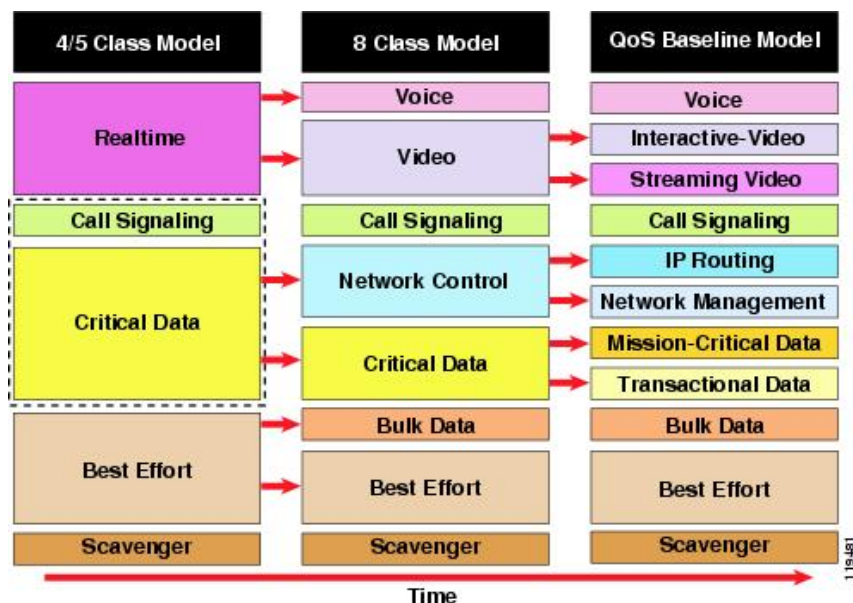 4/5 Class Model
Realtime
Call Signaling
Critical Data
Best Effort
Scavenger
8 Class Model
Voice
Video
Call Signaling
Network Control
Critical Data
Bulk Data
Best Effort
Scavenger
QoS Baseline Model
Voice
Interactive-Video
Streaming Video
Call Signaling
IP Routing
Network Management
Mission-Critical Data
Transactional Data
Bulk Data
Best Effort
Scavenger
Time
119481